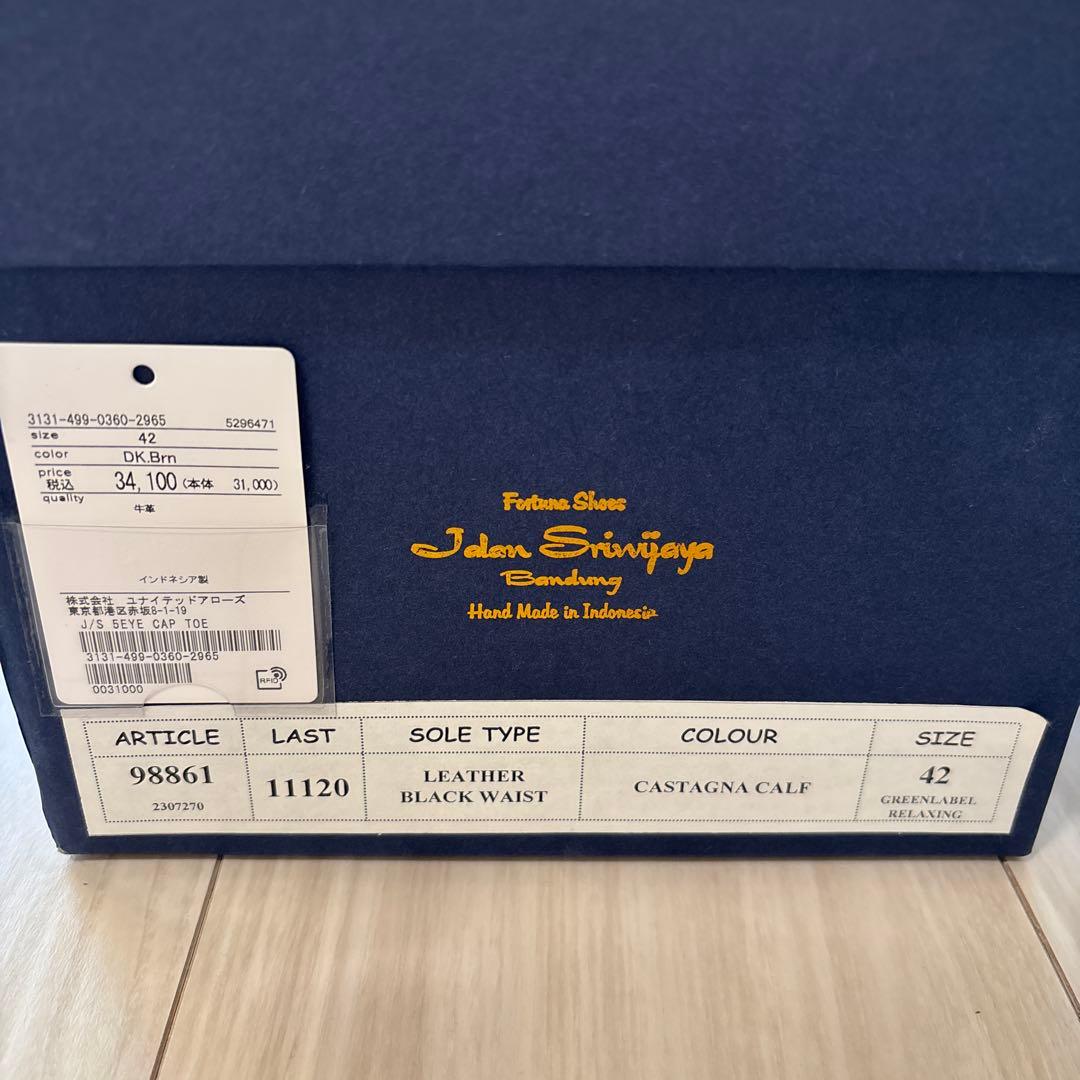 3131-499-0360-2965 5296471
size 42
color DK.Brn
price
税込 34,100 (本体 31,000)
quality
牛革
インドネシア製
株式会社 ユナイテッドアローズ
東京都港区赤坂8-1-19
J/S 5EYE CAP TOE
3131-499-0360-2965
0031000
RFID
Fortuna Shoes
Jalan Sriwijaya
Bandung
Hand Made in Indonesia
ARTICLE LAST SOLE TYPE COLOUR SIZE
98861 11120 LEATHER CASTAGNA CALF 42
2307270 BLACK WAIST GREENLABEL
RELAXING